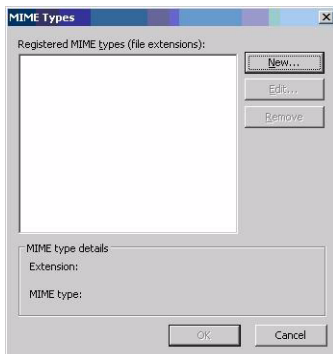 MIME Types
Registered MIME types (file extensions):
New...
Edit...
Remove
MIME type details
Extension:
MIME type:
OK
Cancel